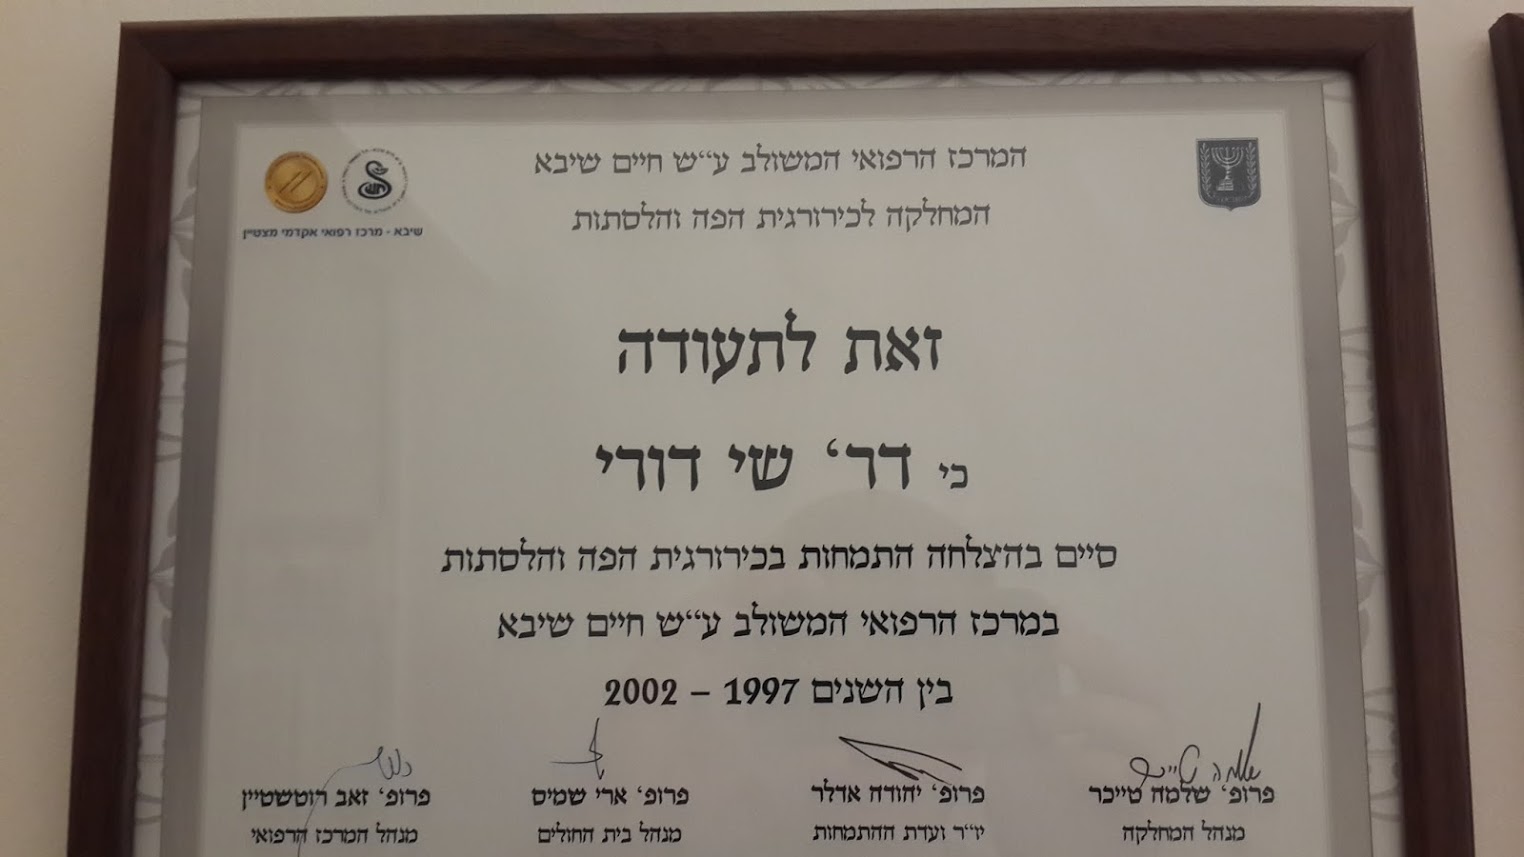 המרכז הרפואי המשולב ע״ש חיים שיבא
המחלקה לכירורגית הפה והלסתות
שיבא - מרכז רפואי אקדמי מצטיין
זאת לתעודה
כי דר׳ שי דורי
סיים בהצלחה התמחות בכירורגית הפה והלסתות
במרכז הרפואי המשולב ע״ש חיים שיבא
בין השנים 1997 – 2002
שלמה טייכר
פרופ׳ שלמה טייכר
מנהל המחלקה
פרופ׳ יהודה אדלר
יו״ר ועדת ההתמחות
פרופ׳ ארי שמיס
מנהל בית החולים
פרופ׳ זאב רוטשטיין
מנהל המרכז הרפואי